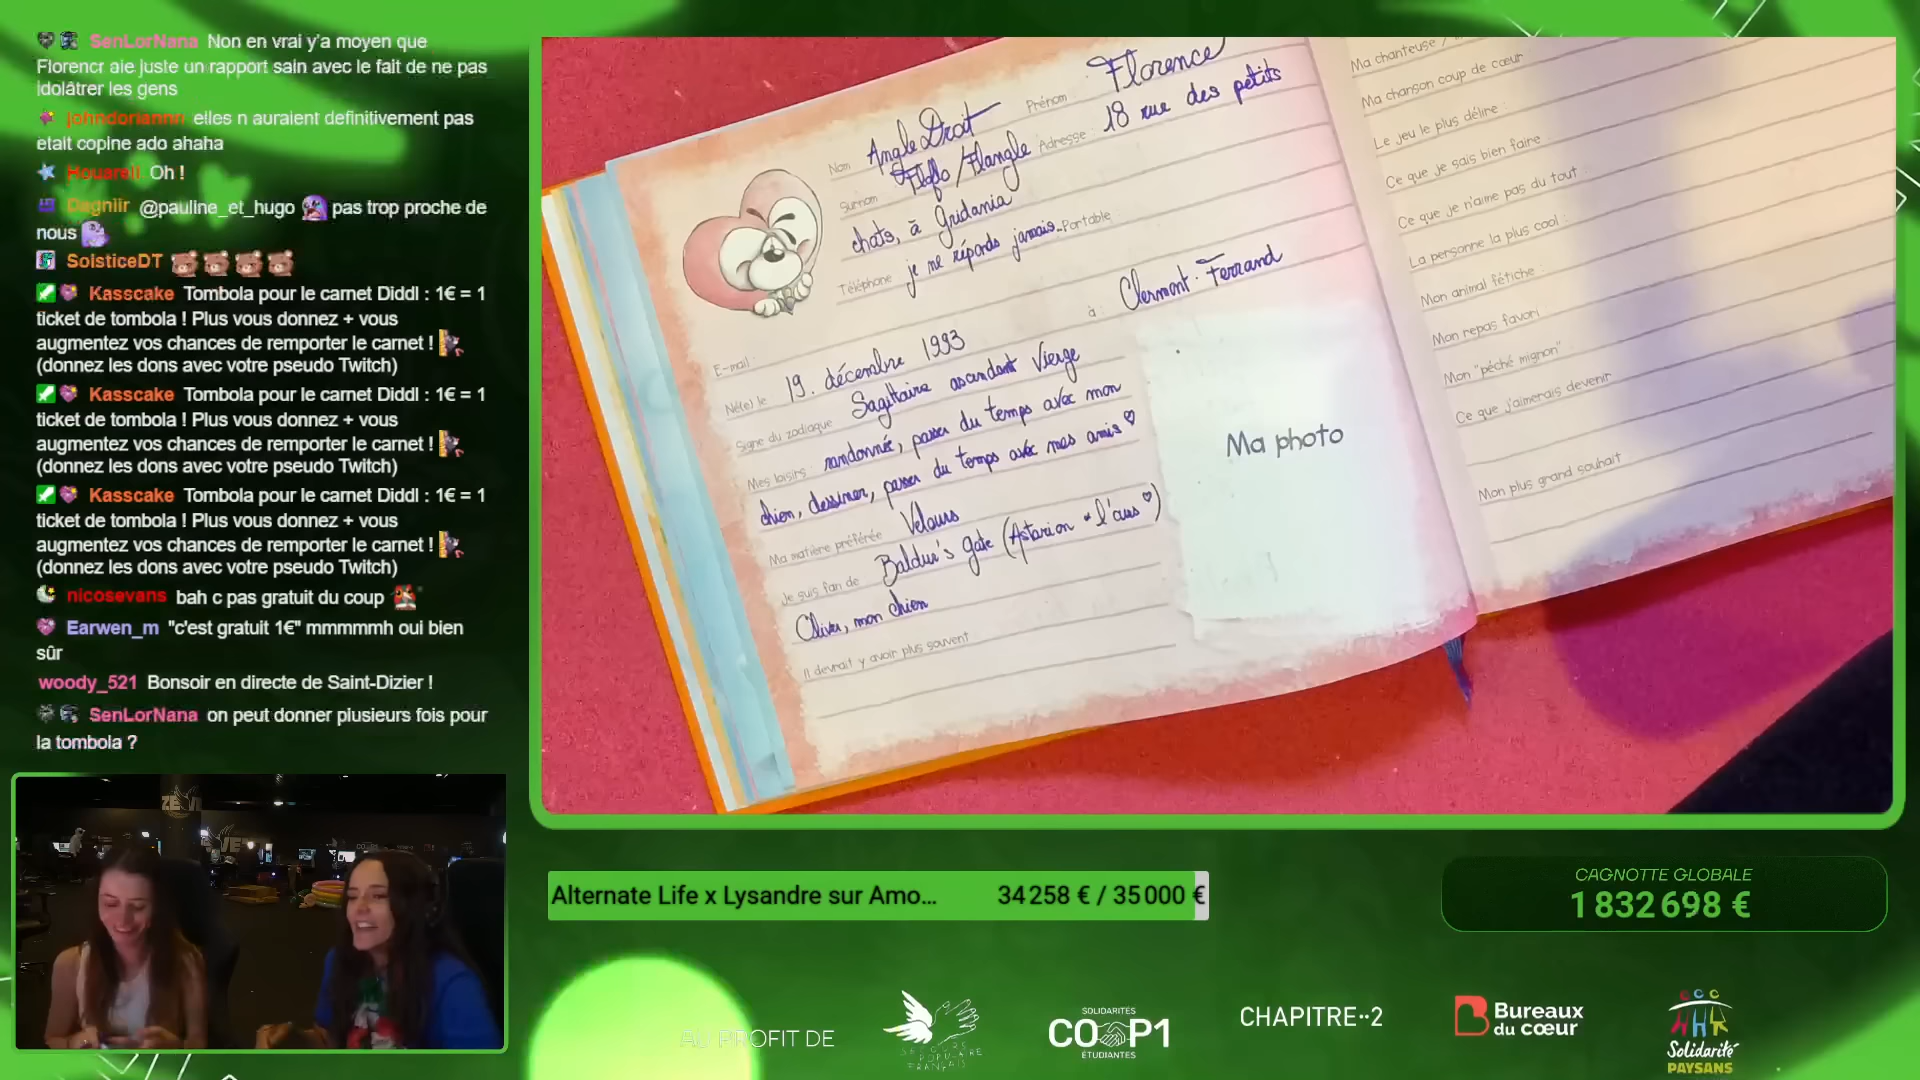 SenLorNana Non en vrai y'a moyen que
Florencr aie juste un rapport sain avec le fait de ne pas
idolâtrer les gens
johndoriannn elles n auraient definitivement pas
etait copine ado ahaha
Houareli Oh !
Dagniir @pauline_et_hugo pas trop proche de
nous
SolsticeDT
Kasscake Tombola pour le carnet Diddl : 1€ = 1
ticket de tombola ! Plus vous donnez + vous
augmentez vos chances de remporter le carnet !
(donnez les dons avec votre pseudo Twitch)
Kasscake Tombola pour le carnet Diddl : 1€ = 1
ticket de tombola ! Plus vous donnez + vous
augmentez vos chances de remporter le carnet !
(donnez les dons avec votre pseudo Twitch)
Kasscake Tombola pour le carnet Diddl : 1€ = 1
ticket de tombola ! Plus vous donnez + vous
augmentez vos chances de remporter le carnet !
(donnez les dons avec votre pseudo Twitch)
nicosevans bah c pas gratuit du coup
Earwen_m "c'est gratuit 1€" mmmmmh oui bien
sûr
woody_521 Bonsoir en directe de Saint-Dizier !
SenLorNana on peut donner plusieurs fois pour
la tombola ?
Nom Angle Droit Prénom Florence
Surnom Floflo / Flangle Adresse : 18 rue des petits
chats, à Gridania
Téléphone je ne réponds jamais Portable
E-mail :
Né(e) le 19 décembre 1993 à : Clermont-Ferrand
Signe du zodiaque Sagittaire ascendant Vierge
Mes loisirs : randonnée, passer du temps avec mon
chien, dessiner, passer du temps avec mes amis ♡
Ma matière préférée Velours
Je suis fan de Baldur's gate (Astarion & l'ours ♡)
mon chien
Il devrait y avoir plus souvent
Ma photo
Ma chanteuse /
Ma chanson coup de cœur
Le jeu le plus délire :
Ce que je sais bien faire :
Ce que je n'aime pas du tout :
La personne la plus cool :
Mon animal fétiche :
Mon repas favori
Mon "péché mignon"
Ce que j'aimerais devenir
Mon plus grand souhait
Alternate Life x Lysandre sur Amo... 34 258 € / 35 000 €
CAGNOTTE GLOBALE
1 832 698 €
AU PROFIT DE
SECOURS
POPULAIRE
FRANÇAIS
SOLIDARITÉS
CO P1
ÉTUDIANTES
CHAPITRE··2
Bureaux
du cœur
Solidarité
PAYSANS